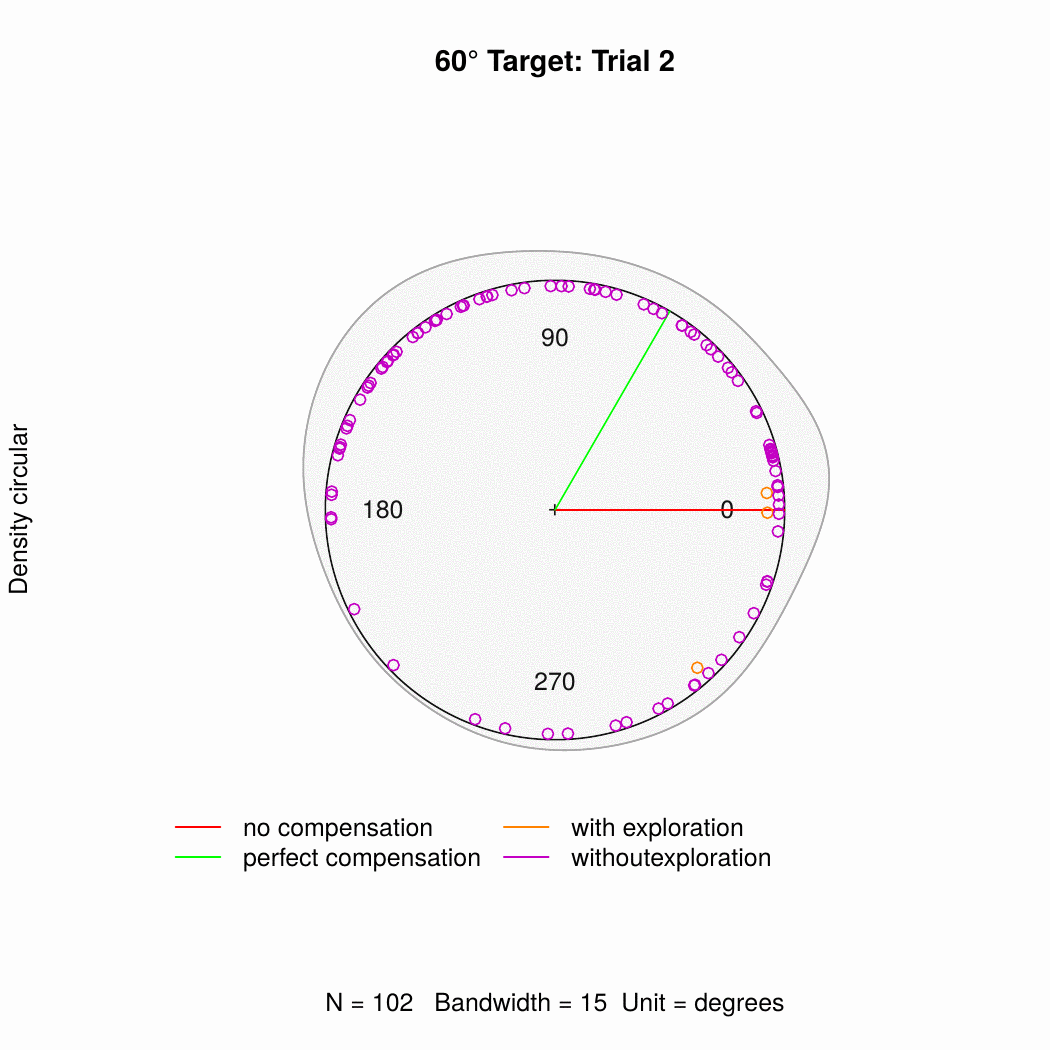 60° Target: Trial 2
Density circular
90
180
0
270
no compensation
with exploration
perfect compensation
withoutexploration
N = 102 Bandwidth = 15 Unit = degrees